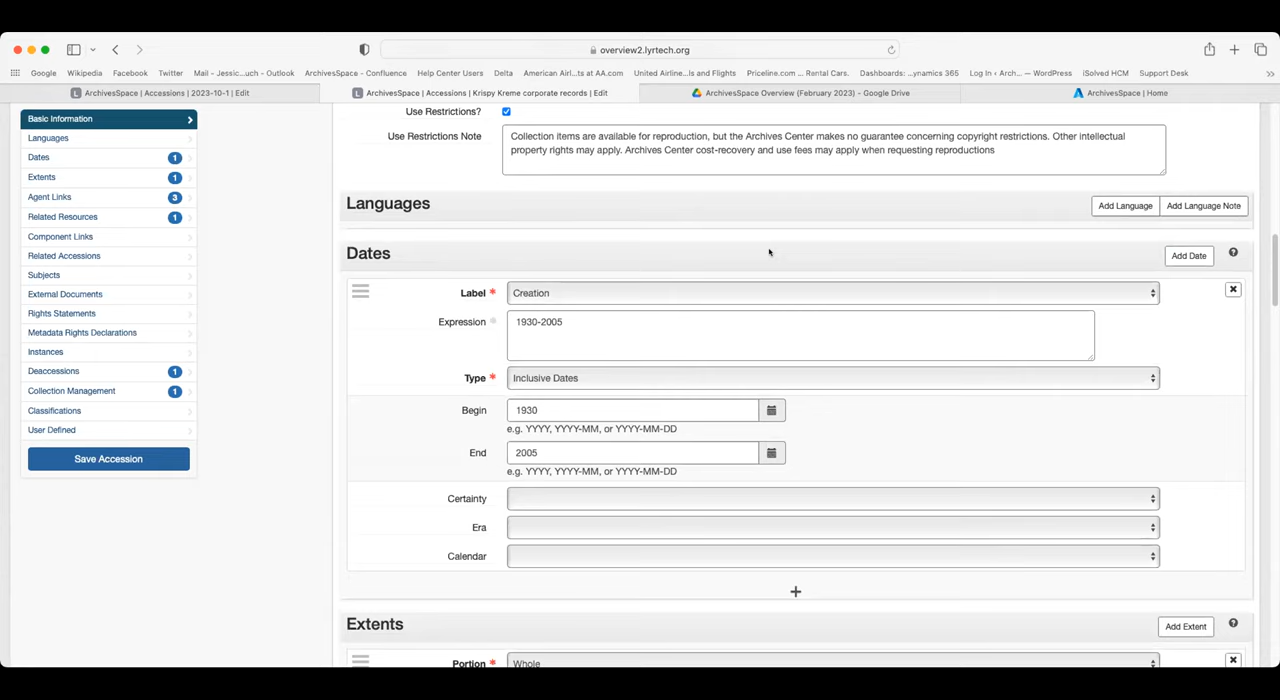 overview2.lyrtech.org
Google Wikipedia Facebook Twitter Mail - Jessic...uch - Outlook ArchivesSpace - Confluence Help Center Users Delta American Airl...ts at AA.com United Airline...ls and Flights Priceline.com ... Rental Cars. Dashboards: ...ynamics 365 Log In ‹ Arch... — WordPress iSolved HCM Support Desk
ArchivesSpace | Accessions | 2023-10-1 | Edit
ArchivesSpace | Accessions | Krispy Kreme corporate records | Edit
ArchivesSpace Overview (February 2023) - Google Drive
ArchivesSpace | Home
Basic Information
Languages
Dates 1
Extents 1
Agent Links 3
Related Resources 1
Component Links
Related Accessions
Subjects
External Documents
Rights Statements
Metadata Rights Declarations
Instances
Deaccessions 1
Collection Management 1
Classifications
User Defined
Save Accession
Use Restrictions?
Use Restrictions Note
Collection items are available for reproduction, but the Archives Center makes no guarantee concerning copyright restrictions. Other intellectual
property rights may apply. Archives Center cost-recovery and use fees may apply when requesting reproductions
Languages
Add Language Add Language Note
Dates
Add Date ?
Label * Creation
Expression 1930-2005
Type * Inclusive Dates
Begin 1930
e.g. YYYY, YYYY-MM, or YYYY-MM-DD
End 2005
e.g. YYYY, YYYY-MM, or YYYY-MM-DD
Certainty
Era
Calendar
+
Extents
Add Extent ?
Portion * Whole